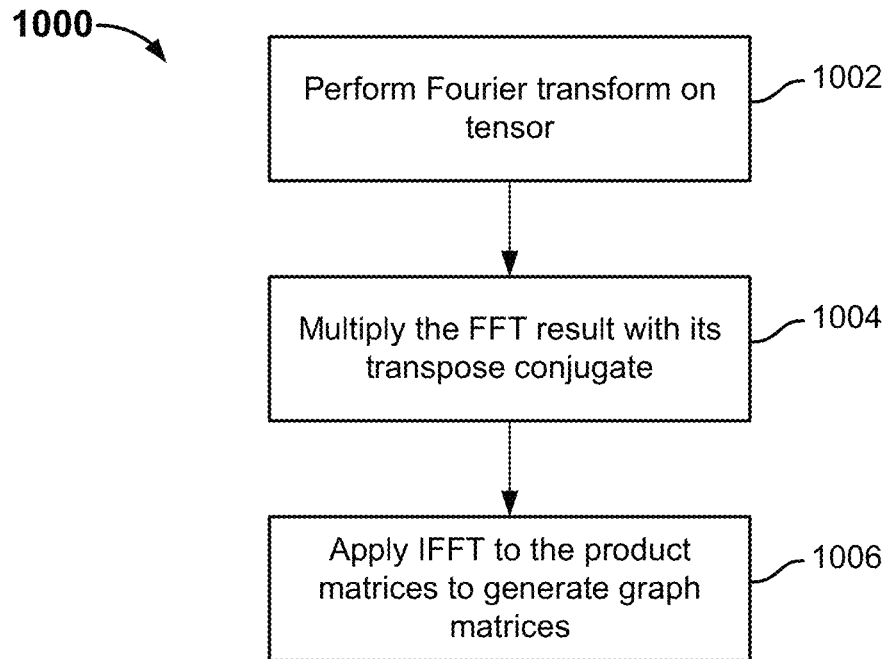 1000
Perform Fourier transform on
tensor
1002
Multiply the FFT result with its
transpose conjugate
1004
Apply IFFT to the product
matrices to generate graph
matrices
1006